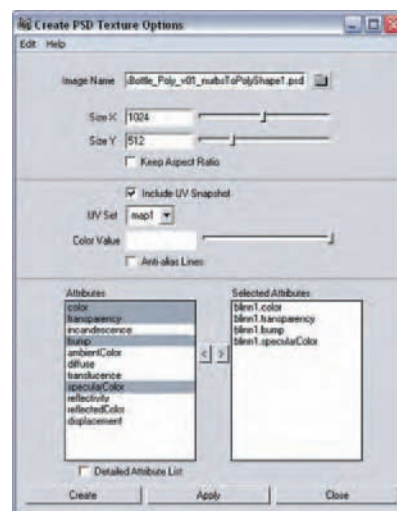 Create PSD Texture Options
Edit Help
Image Name .Bottle_Poly_v01_nurbsToPolyShape1.psd
Size X 1024
Size Y 512
Keep Aspect Ratio
Include UV Snapshot
UV Set map1
Color Value
Anti-alias Lines
Attributes Selected Attributes
color blinn1.color
transparency blinn1.transparency
incandescence blinn1.bump
bump blinn1.specularColor
ambientColor
diffuse < >
translucence
specularColor
reflectivity
reflectedColor
displacement
Detailed Attribute List
Create Apply Close